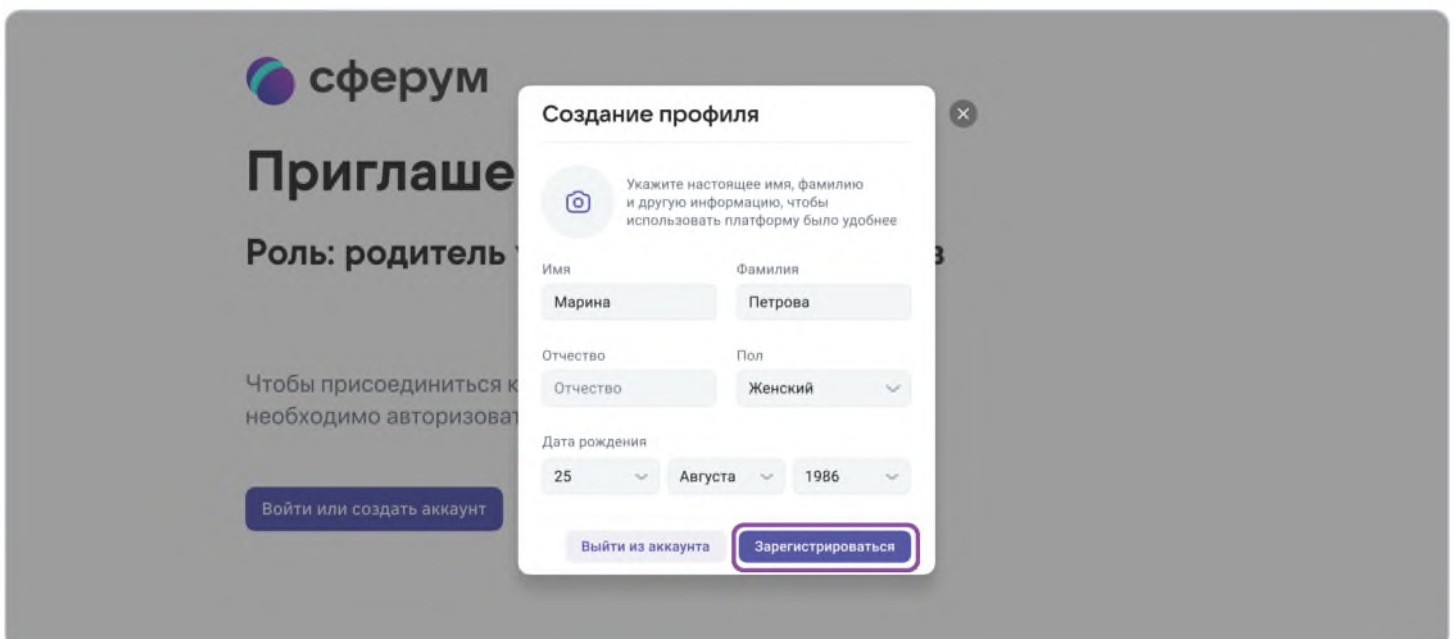 сферум
Приглаше
Роль: родитель
в
Чтобы присоединиться к
необходимо авторизоват
Войти или создать аккаунт
Создание профиля
Укажите настоящее имя, фамилию
и другую информацию, чтобы
использовать платформу было удобнее
Имя
Фамилия
Марина
Петрова
Отчество
Пол
Отчество
Женский
Дата рождения
25
Августа
1986
Выйти из аккаунта
Зарегистрироваться